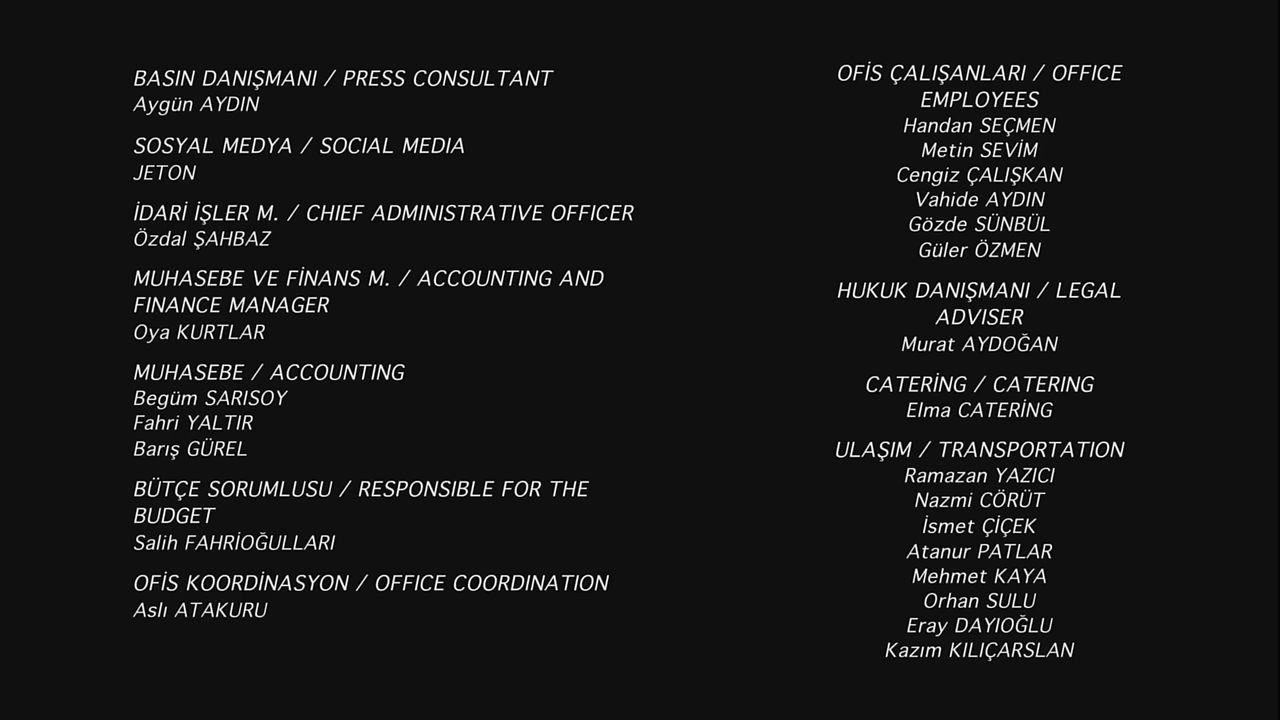 BASIN DANIŞMANI / PRESS CONSULTANT
Aygün AYDIN
SOSYAL MEDYA / SOCIAL MEDIA
JETON
İDARİ İŞLER M. / CHIEF ADMINISTRATIVE OFFICER
Özdal ŞAHBAZ
MUHASEBE VE FİNANS M. / ACCOUNTING AND
FINANCE MANAGER
Oya KURTLAR
MUHASEBE / ACCOUNTING
Begüm SARISOY
Fahri YALTIR
Barış GÜREL
BÜTÇE SORUMLUSU / RESPONSIBLE FOR THE
BUDGET
Salih FAHRİOĞULLARI
OFİS KOORDİNASYON / OFFICE COORDINATION
Aslı ATAKURU
OFİS ÇALIŞANLARI / OFFICE
EMPLOYEES
Handan SEÇMEN
Metin SEVİM
Cengiz ÇALIŞKAN
Vahide AYDIN
Gözde SÜNBÜL
Güler ÖZMEN
HUKUK DANIŞMANI / LEGAL
ADVISER
Murat AYDOĞAN
CATERİNG / CATERING
Elma CATERİNG
ULAŞIM / TRANSPORTATION
Ramazan YAZICI
Nazmi CÖRÜT
İsmet ÇİÇEK
Atanur PATLAR
Mehmet KAYA
Orhan SULU
Eray DAYIOĞLU
Kazım KILIÇARSLAN